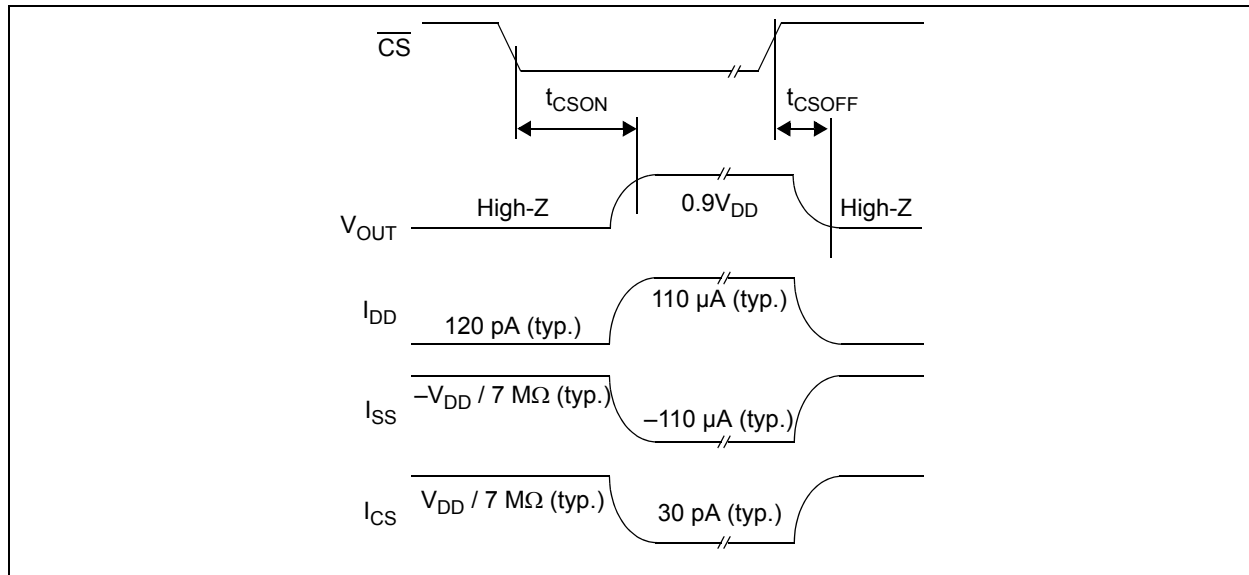 CS
tCSON
tCSOFF
VOUT
High-Z
0.9VDD
High-Z
IDD
120 pA (typ.)
110 µA (typ.)
ISS
–VDD / 7 MΩ (typ.)
–110 µA (typ.)
ICS
VDD / 7 MΩ (typ.)
30 pA (typ.)